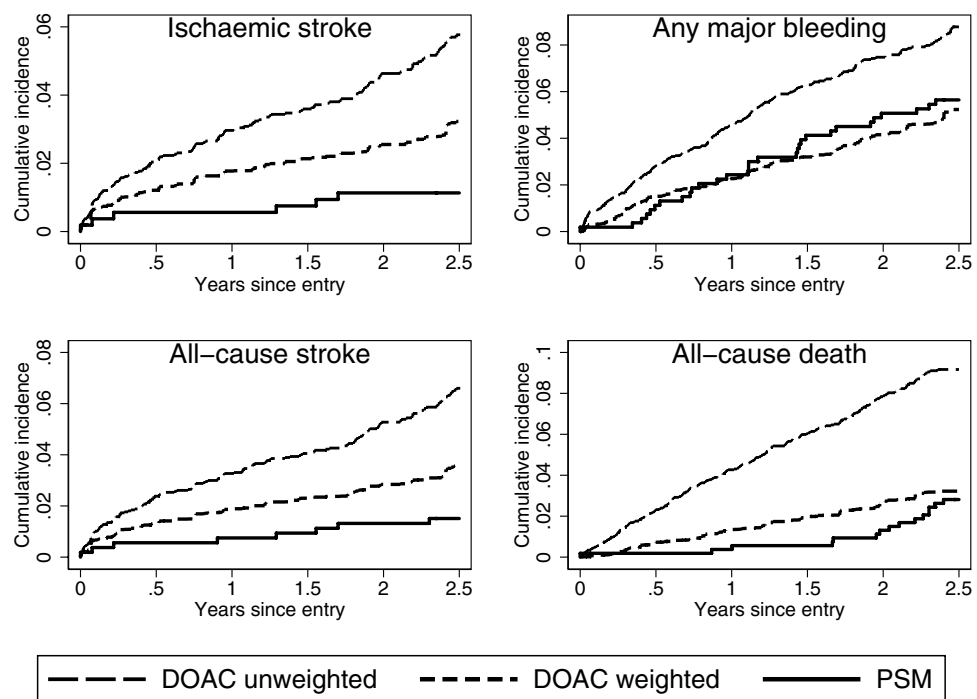 Ischaemic stroke
Cumulative incidence
0 .02 .04 .06
0 .5 1 1.5 2 2.5
Years since entry
Any major bleeding
Cumulative incidence
0 .02 .04 .06 .08
0 .5 1 1.5 2 2.5
Years since entry
All-cause stroke
Cumulative incidence
0 .02 .04 .06 .08
0 .5 1 1.5 2 2.5
Years since entry
All-cause death
Cumulative incidence
0 .02 .04 .06 .08 .1
0 .5 1 1.5 2 2.5
Years since entry
DOAC unweighted DOAC weighted PSM